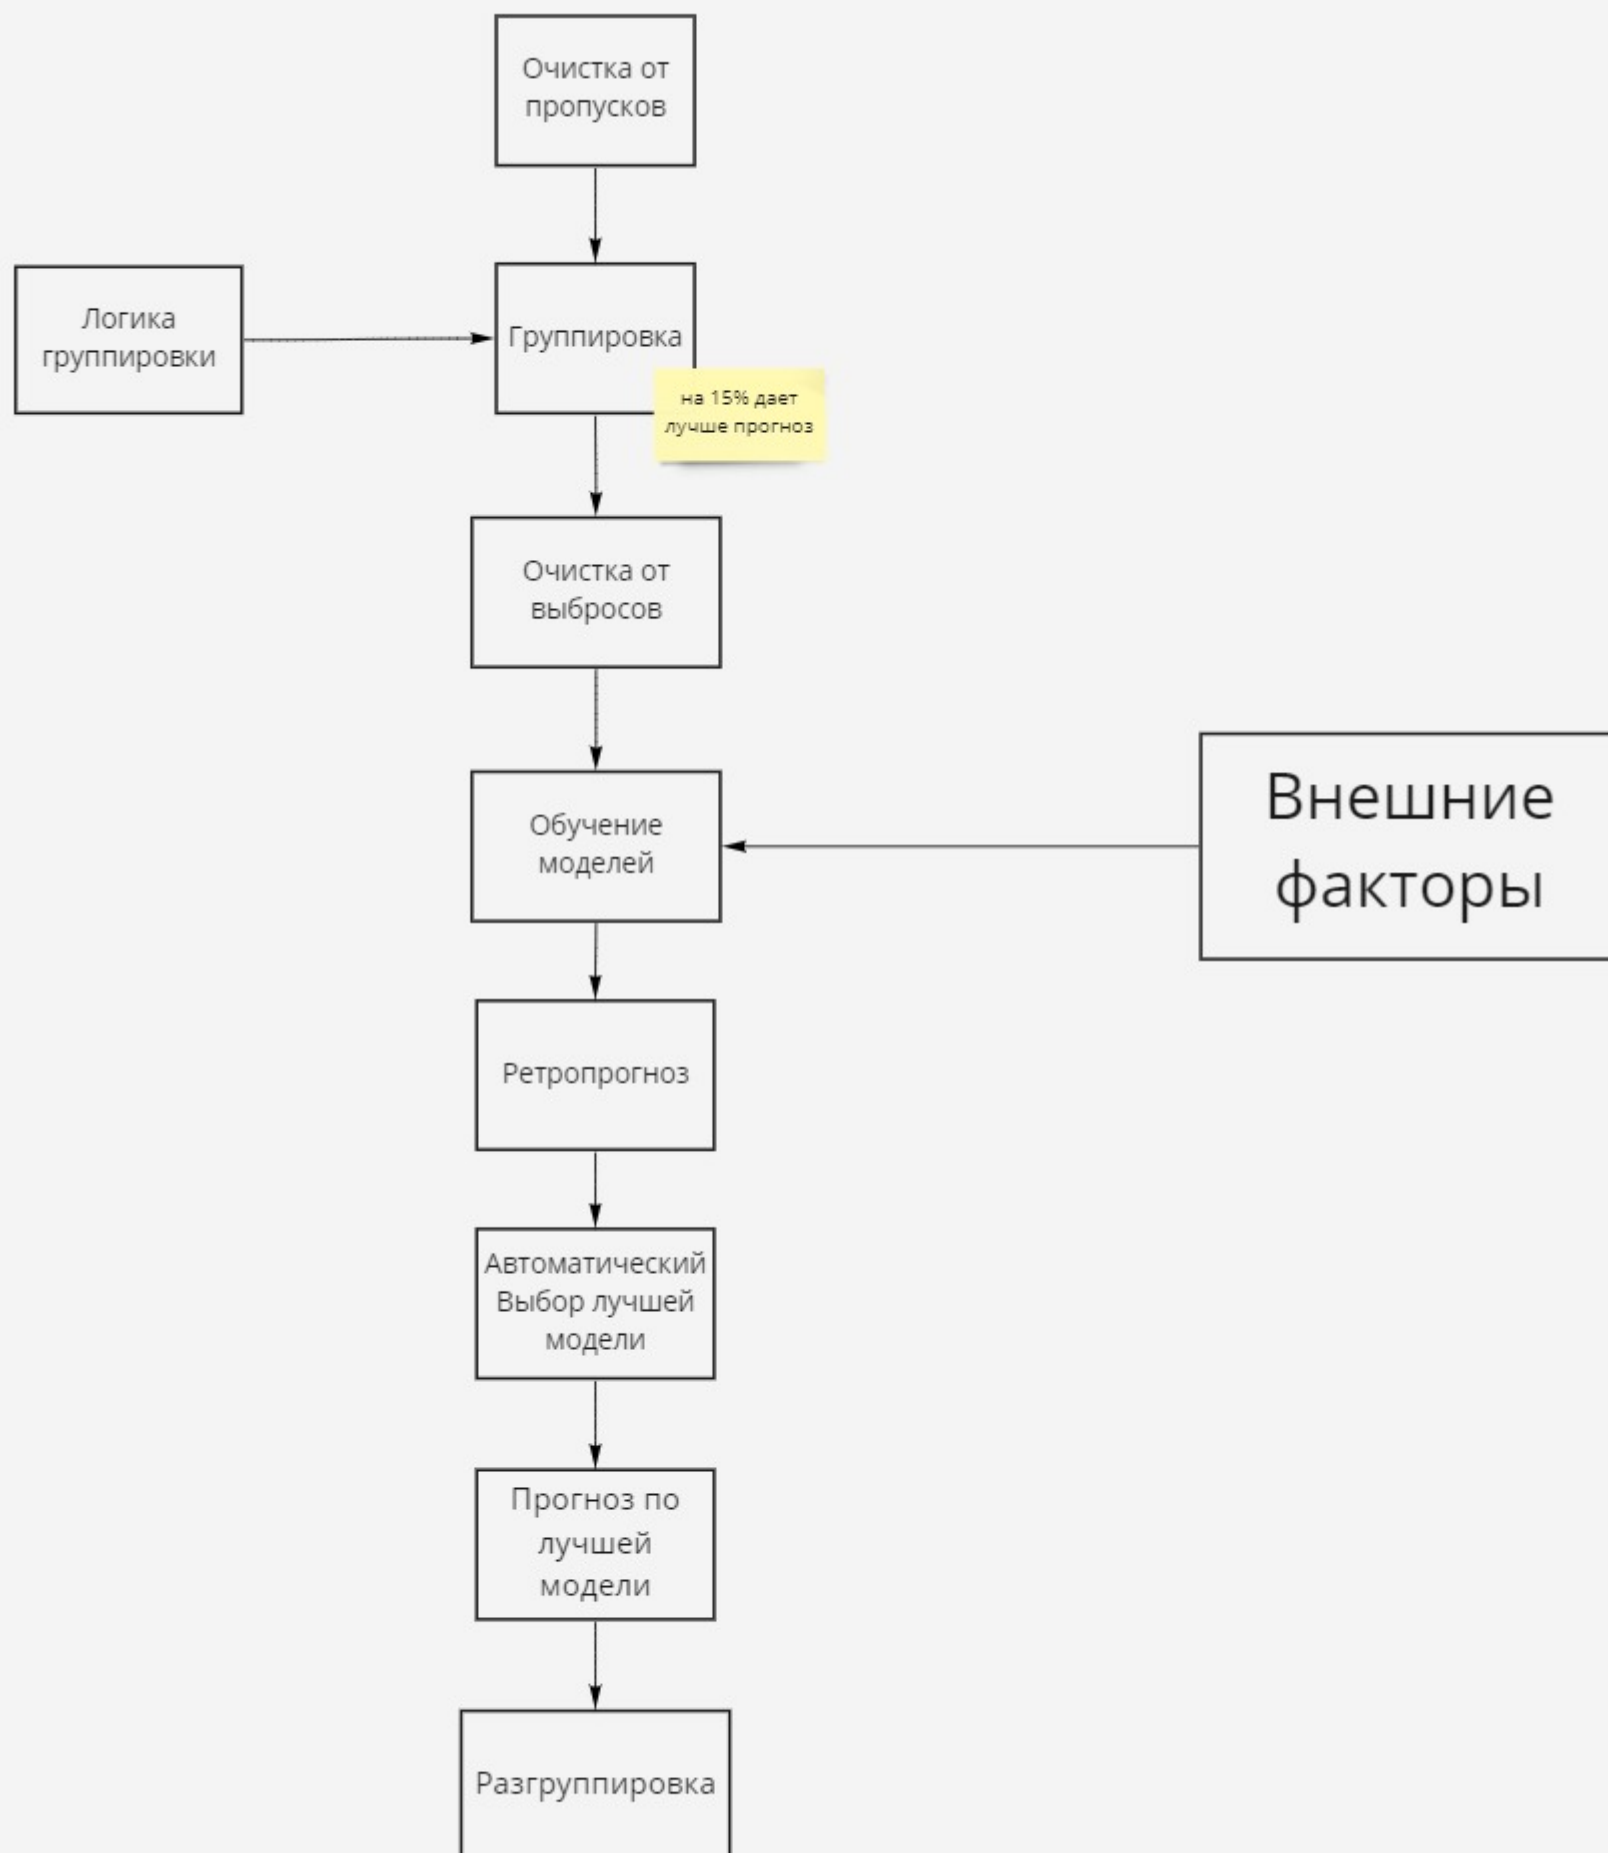 Очистка от
пропусков
Логика
группировки
Группировка
на 15% дает
лучше прогноз
Очистка от
выбросов
Обучение
моделей
Внешние
факторы
Ретропрогноз
Автоматический
Выбор лучшей
модели
Прогноз по
лучшей
модели
Разгруппировка